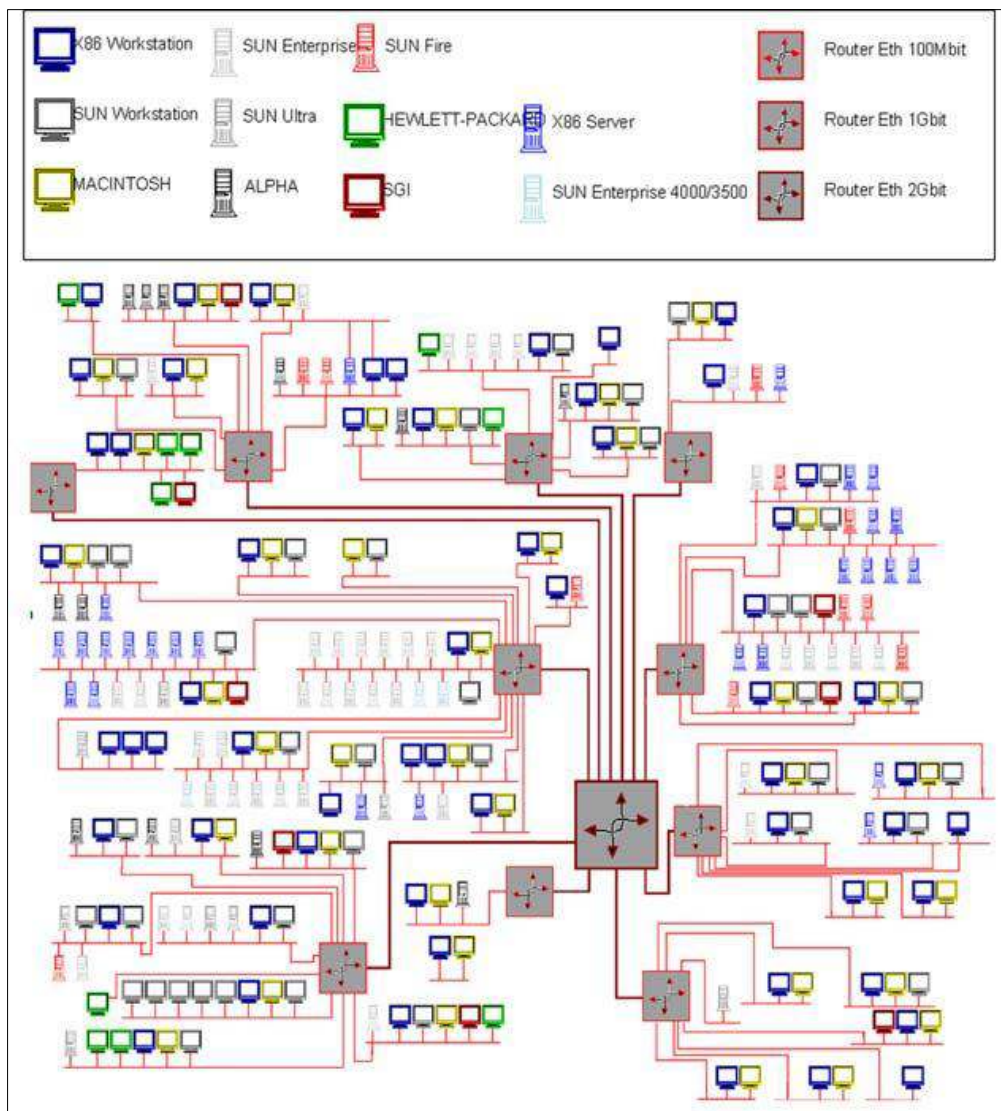 X86 Workstation
SUN Enterprise
SUN Fire
Router Eth 100Mbit
SUN Workstation
SUN Ultra
HEWLETT-PACKARD
X86 Server
Router Eth 1Gbit
MACINTOSH
ALPHA
SGI
SUN Enterprise 4000/3500
Router Eth 2Gbit